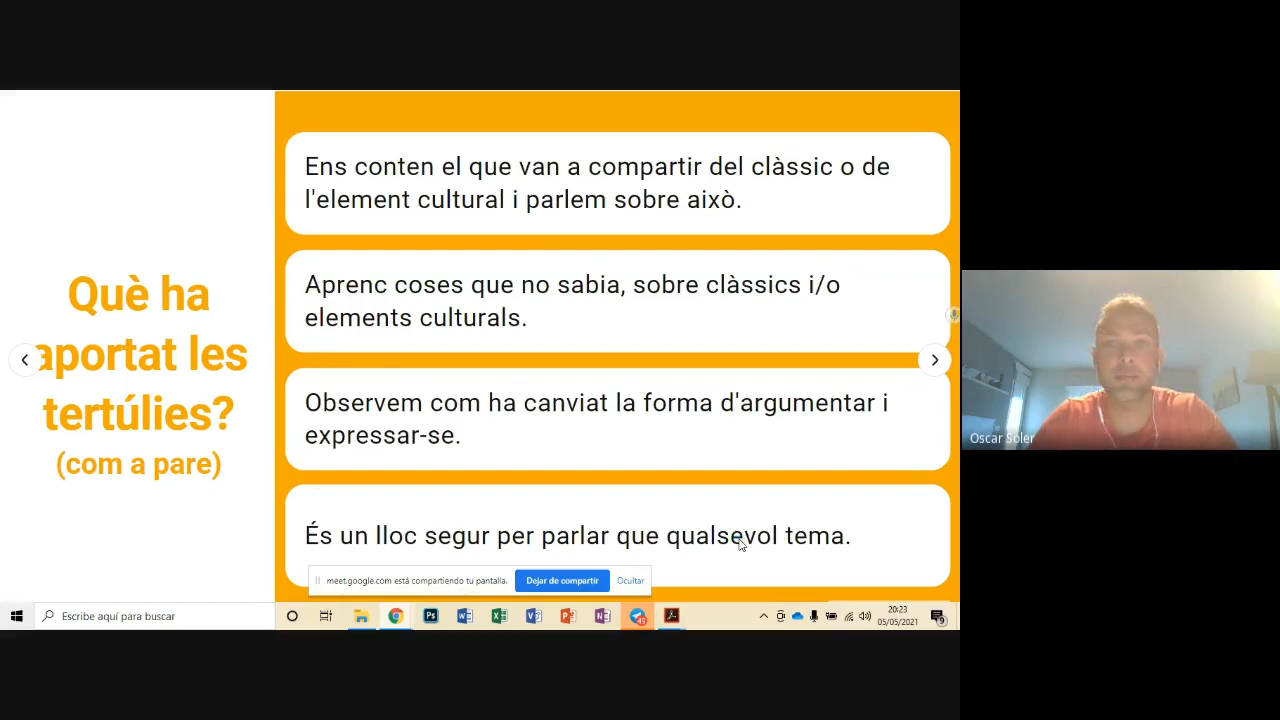 Què ha
aportat les
tertúlies?
(com a pare)
Ens conten el que van a compartir del clàssic o de
l'element cultural i parlem sobre això.
Aprenc coses que no sabia, sobre clàssics i/o
elements culturals.
Observem com ha canviat la forma d'argumentar i
expressar-se.
És un lloc segur per parlar que qualsevol tema.
meet.google.com está compartiendo tu pantalla.
Dejar de compartir
Ocultar
Oscar Soler
Escribe aquí para buscar
49
20:23
05/05/2021
9